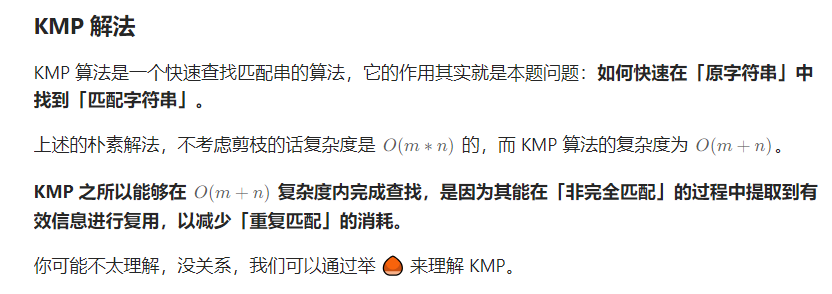 KMP 解法
KMP 算法是一个快速查找匹配串的算法，它的作用其实就是本题问题：如何快速在「原字符串」中
找到「匹配字符串」。
上述的朴素解法，不考虑剪枝的话复杂度是 O(m * n) 的，而 KMP 算法的复杂度为 O(m + n)。
KMP 之所以能够在 O(m + n) 复杂度内完成查找，是因为其能在「非完全匹配」的过程中提取到有
效信息进行复用，以减少「重复匹配」的消耗。
你可能不太理解，没关系，我们可以通过举 🌰 来理解 KMP。